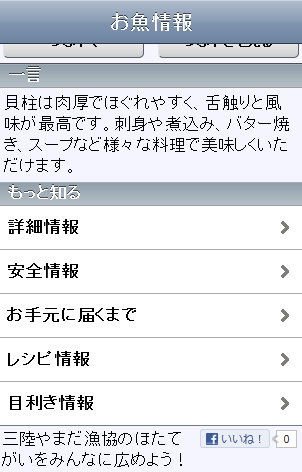 お魚情報
一言
貝柱は肉厚でほぐれやすく、舌触りと風
味が最高です。刺身や煮込み、バター焼
き、スープなど様々な料理で美味しくいた
だけます。
もっと知る
詳細情報
安全情報
お手元に届くまで
レシピ情報
目利き情報
三陸やまだ漁協のほたて
がいをみんなに広めよう！
いいね！ 0